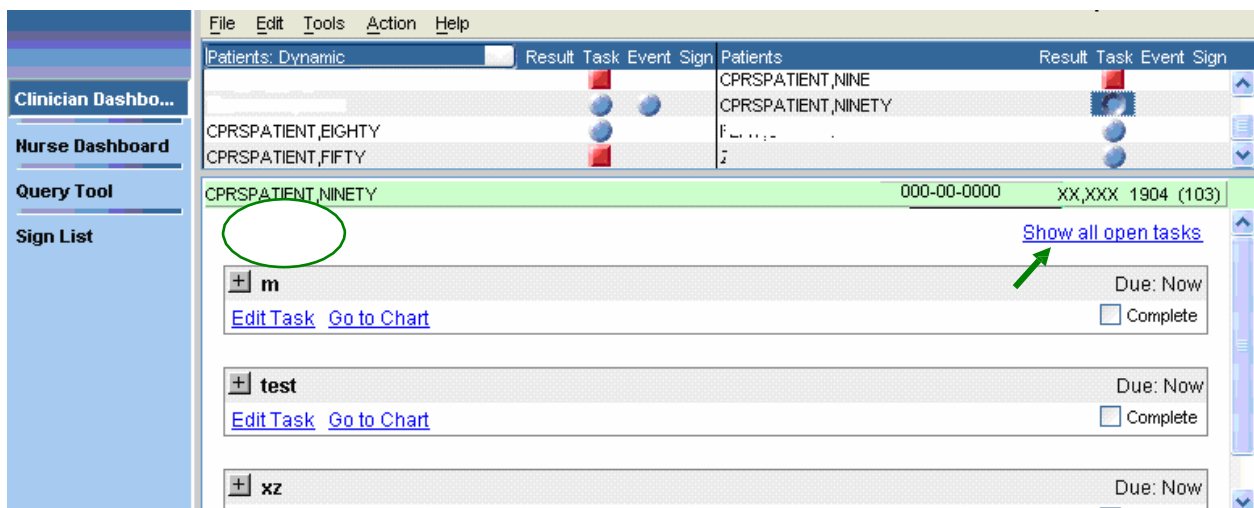 File Edit Tools Action Help
Patients: Dynamic Result Task Event Sign Patients Result Task Event Sign
CPRSPATIENT,NINE
Clinician Dashbo...
CPRSPATIENT,NINETY
CPRSPATIENT,EIGHTY
Nurse Dashboard
CPRSPATIENT,FIFTY
Query Tool
CPRSPATIENT,NINETY 000-00-0000 XX,XXX 1904 (103)
Sign List
Show all open tasks
+ m Due: Now
Edit Task Go to Chart Complete
+ test Due: Now
Edit Task Go to Chart Complete
+ xz Due: Now